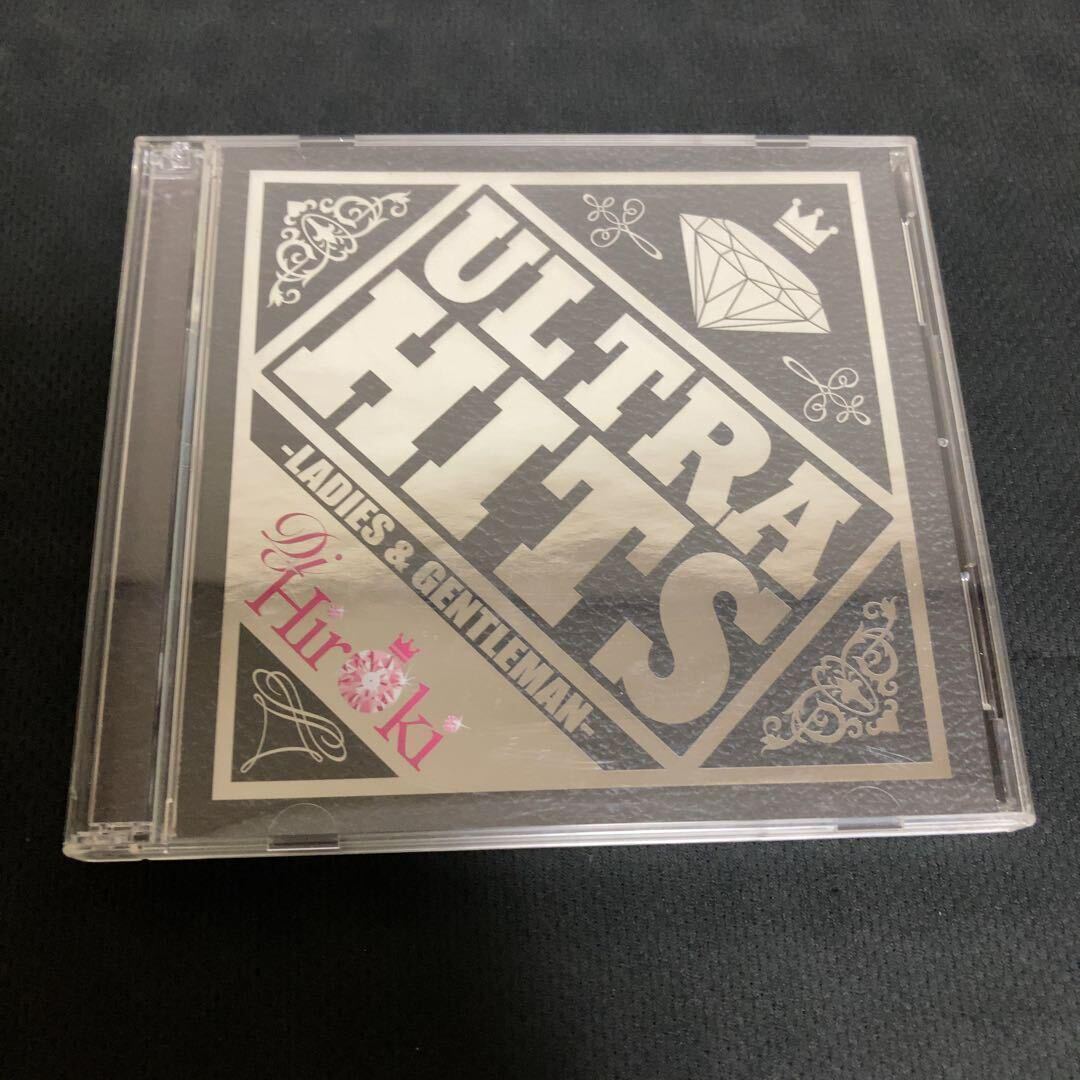 ULTRA
HITS
-LADIES & GENTLEMAN-
Dj
Hiroki